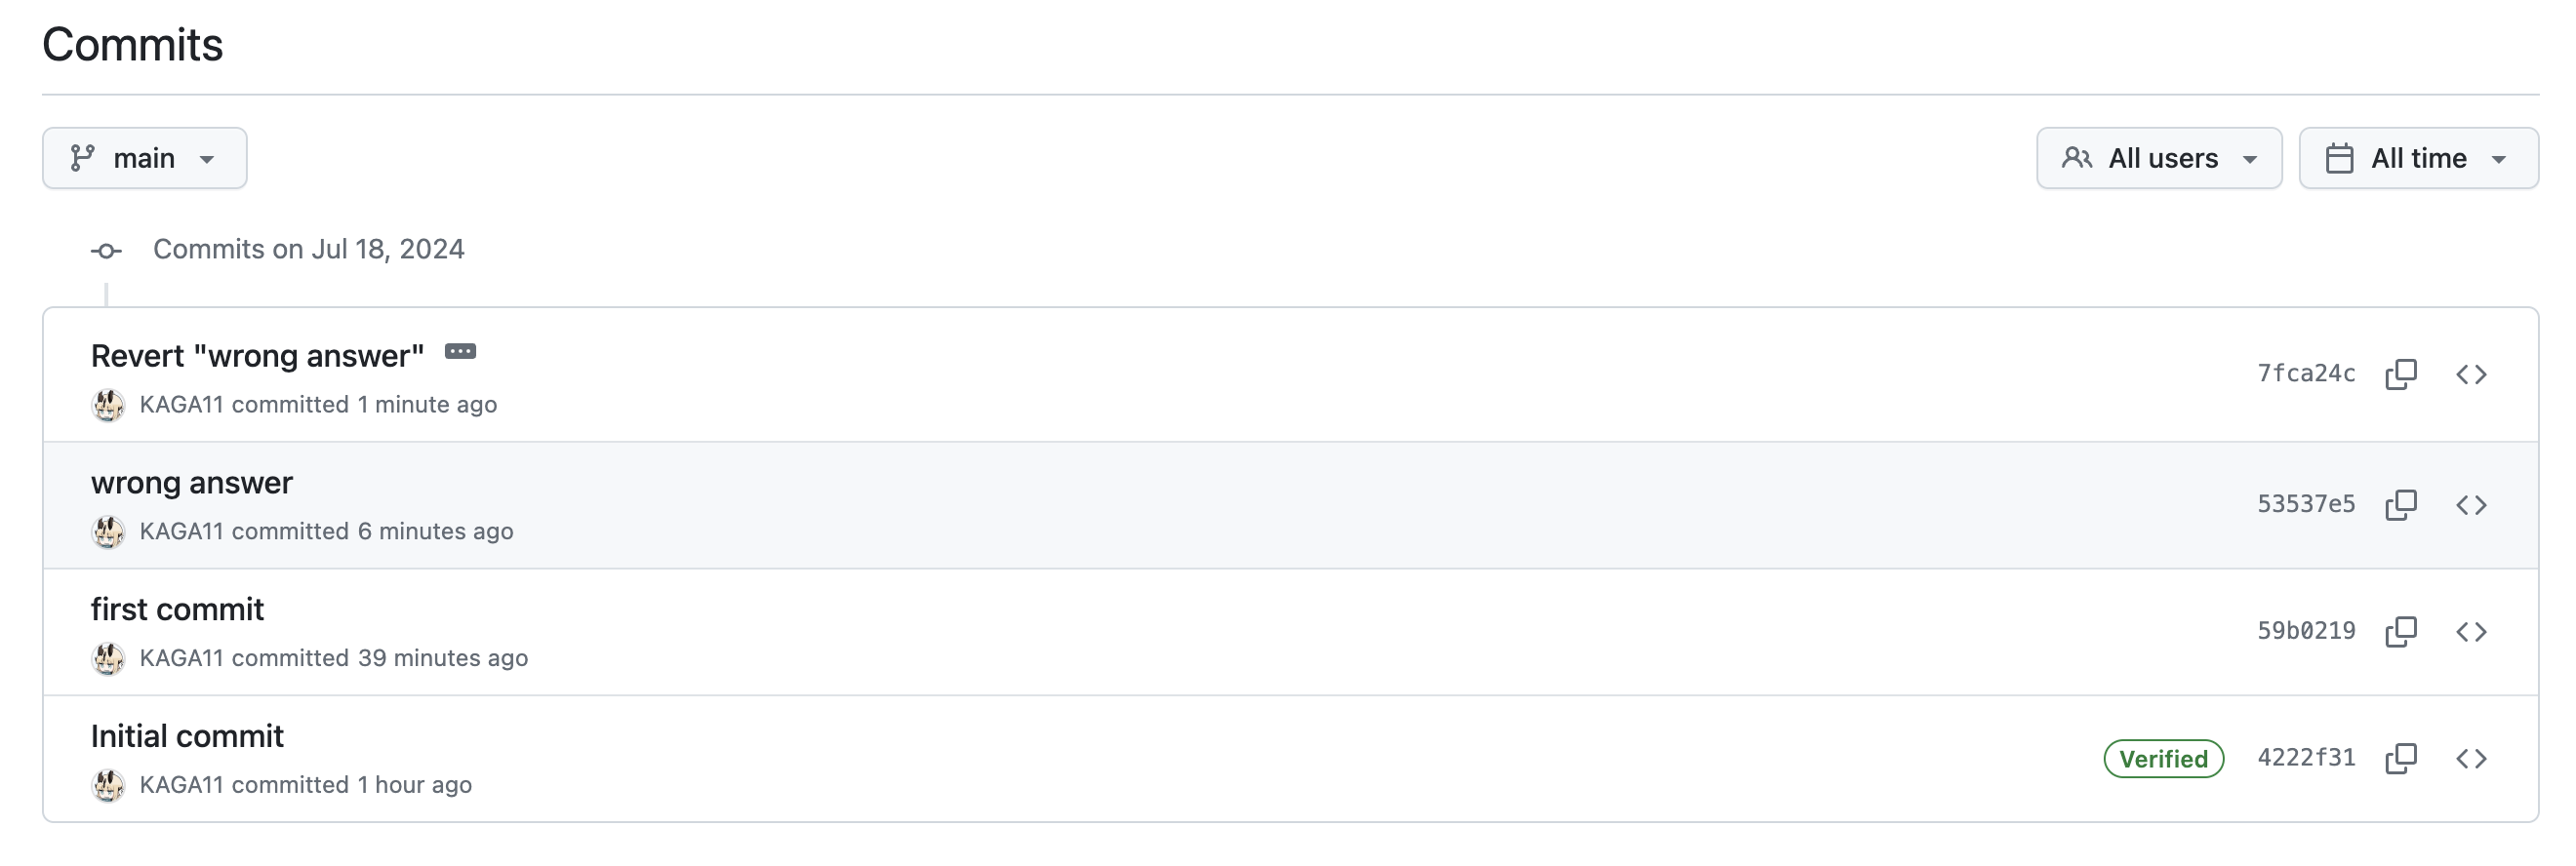 Commits
main
All users
All time
Commits on Jul 18, 2024
Revert "wrong answer"
KAGA11 committed 1 minute ago
7fca24c
wrong answer
KAGA11 committed 6 minutes ago
53537e5
first commit
KAGA11 committed 39 minutes ago
59b0219
Initial commit
KAGA11 committed 1 hour ago
Verified
4222f31